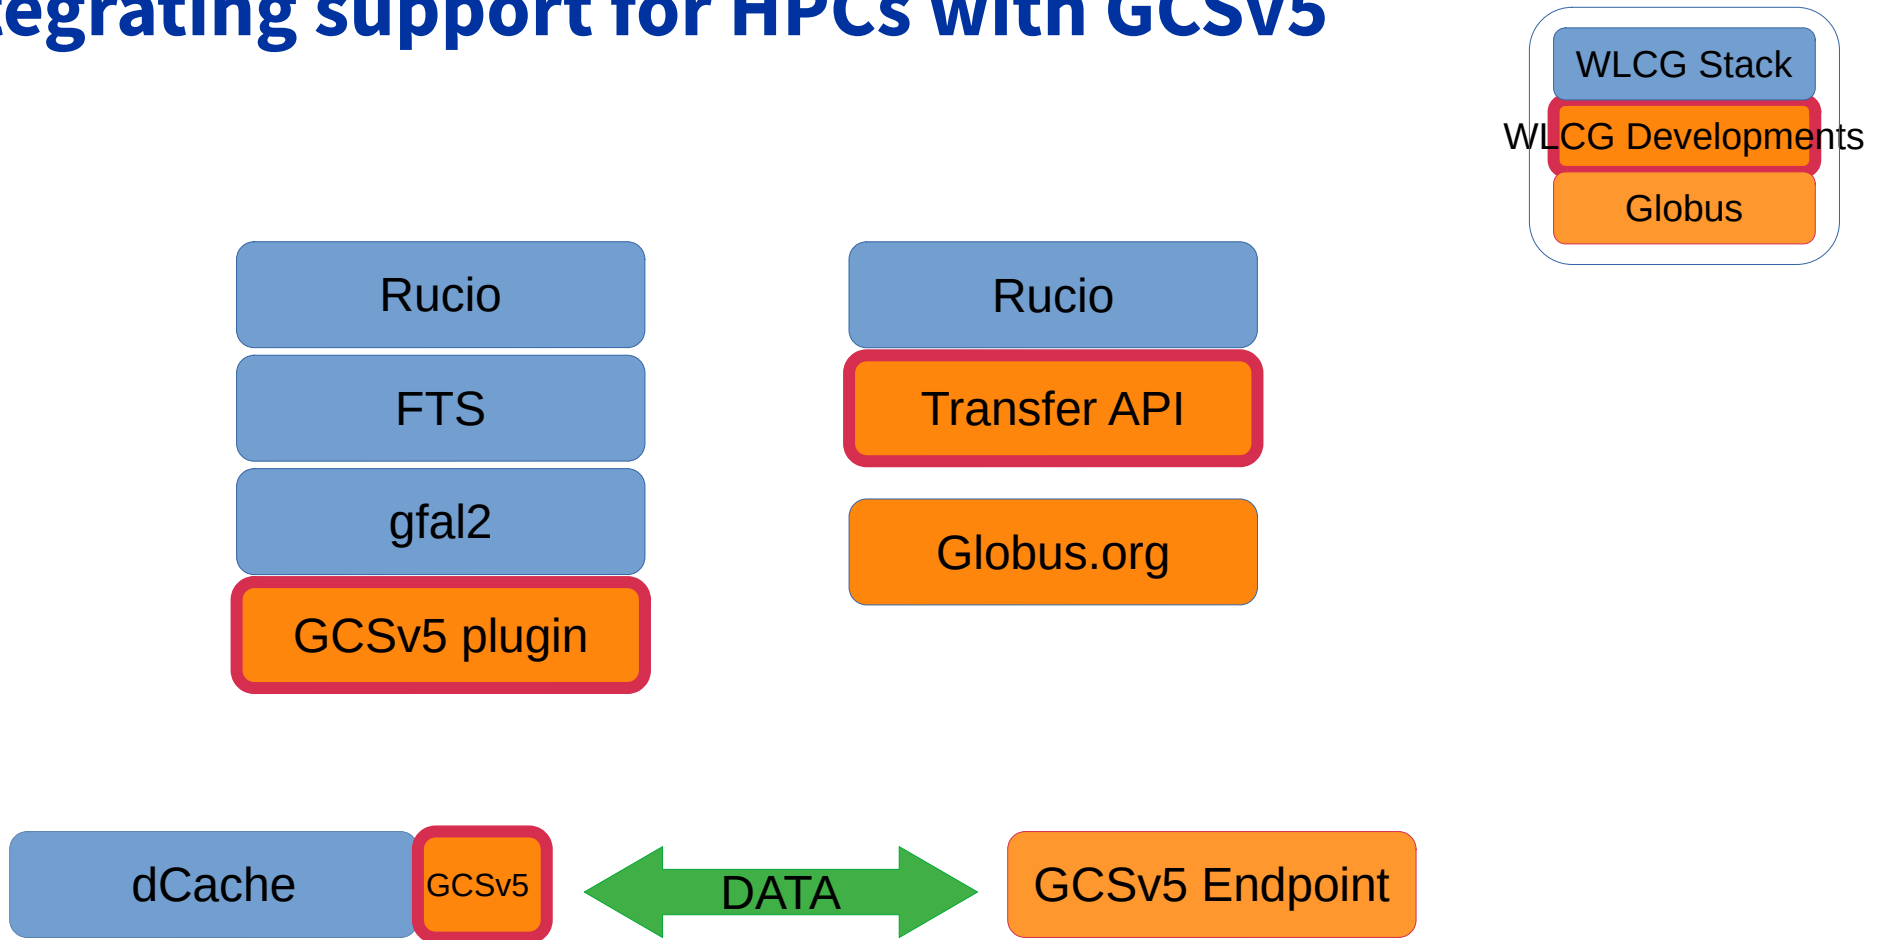 tegrating support for HPCs with GCSv5
WLCG Stack
WLCG Developments
Globus
Rucio
FTS
gfal2
GCSv5 plugin
Rucio
Transfer API
Globus.org
dCache
GCSv5
DATA
GCSv5 Endpoint